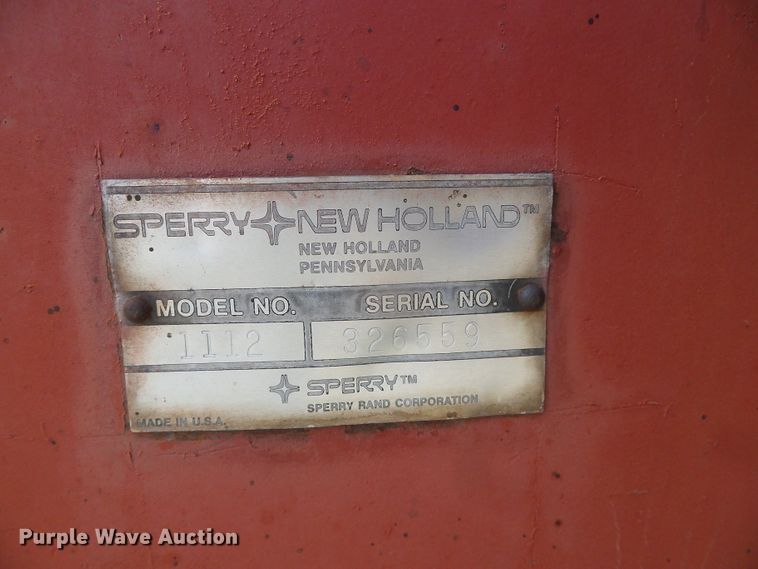 SPERRY NEW HOLLAND™
NEW HOLLAND
PENNSYLVANIA
MODEL NO. SERIAL NO.
1112 326559
SPERRY™
SPERRY RAND CORPORATION
MADE IN U.S.A.
Purple Wave Auction